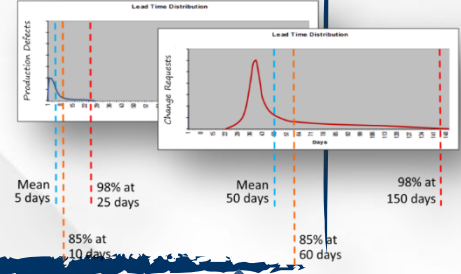 Lead Time Distribution
Production Defects
Lead Time Distribution
Change Requests
Days
Mean
5 days
98% at
25 days
85% at
10 days
Mean
50 days
98% at
150 days
85% at
60 days